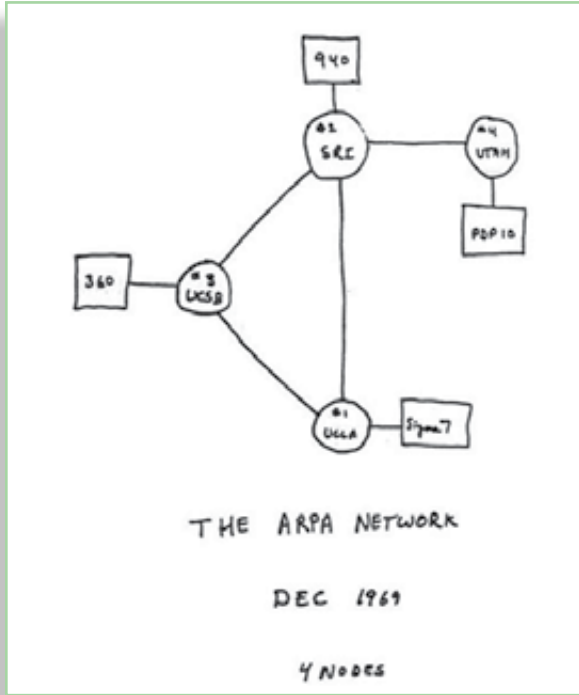 940
#2
SRI
#4
UTAH
PDP 10
360
#3
UCSB
#1
UCLA
Sigma 7
THE ARPA NETWORK
DEC 1969
4 NODES